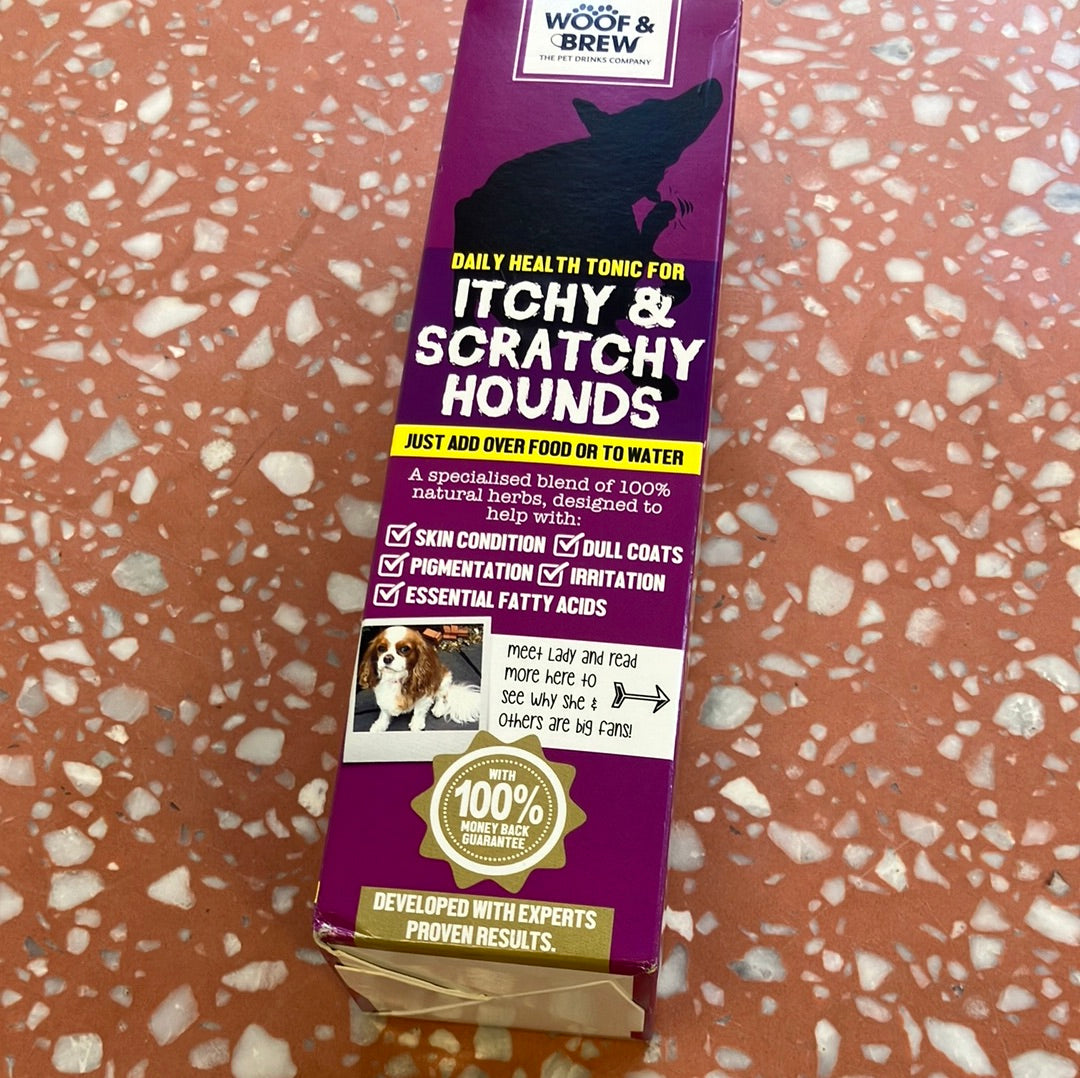 WOOF &
BREW
THE PET DRINKS COMPANY
DAILY HEALTH TONIC FOR
ITCHY &
SCRATCHY
HOUNDS
JUST ADD OVER FOOD OR TO WATER
A specialised blend of 100%
natural herbs, designed to
help with:
SKIN CONDITION DULL COATS
PIGMENTATION IRRITATION
ESSENTIAL FATTY ACIDS
meet Lady and read
more here to
see why she &
others are big fans!
WITH
100%
MONEY BACK
GUARANTEE
DEVELOPED WITH EXPERTS
PROVEN RESULTS.